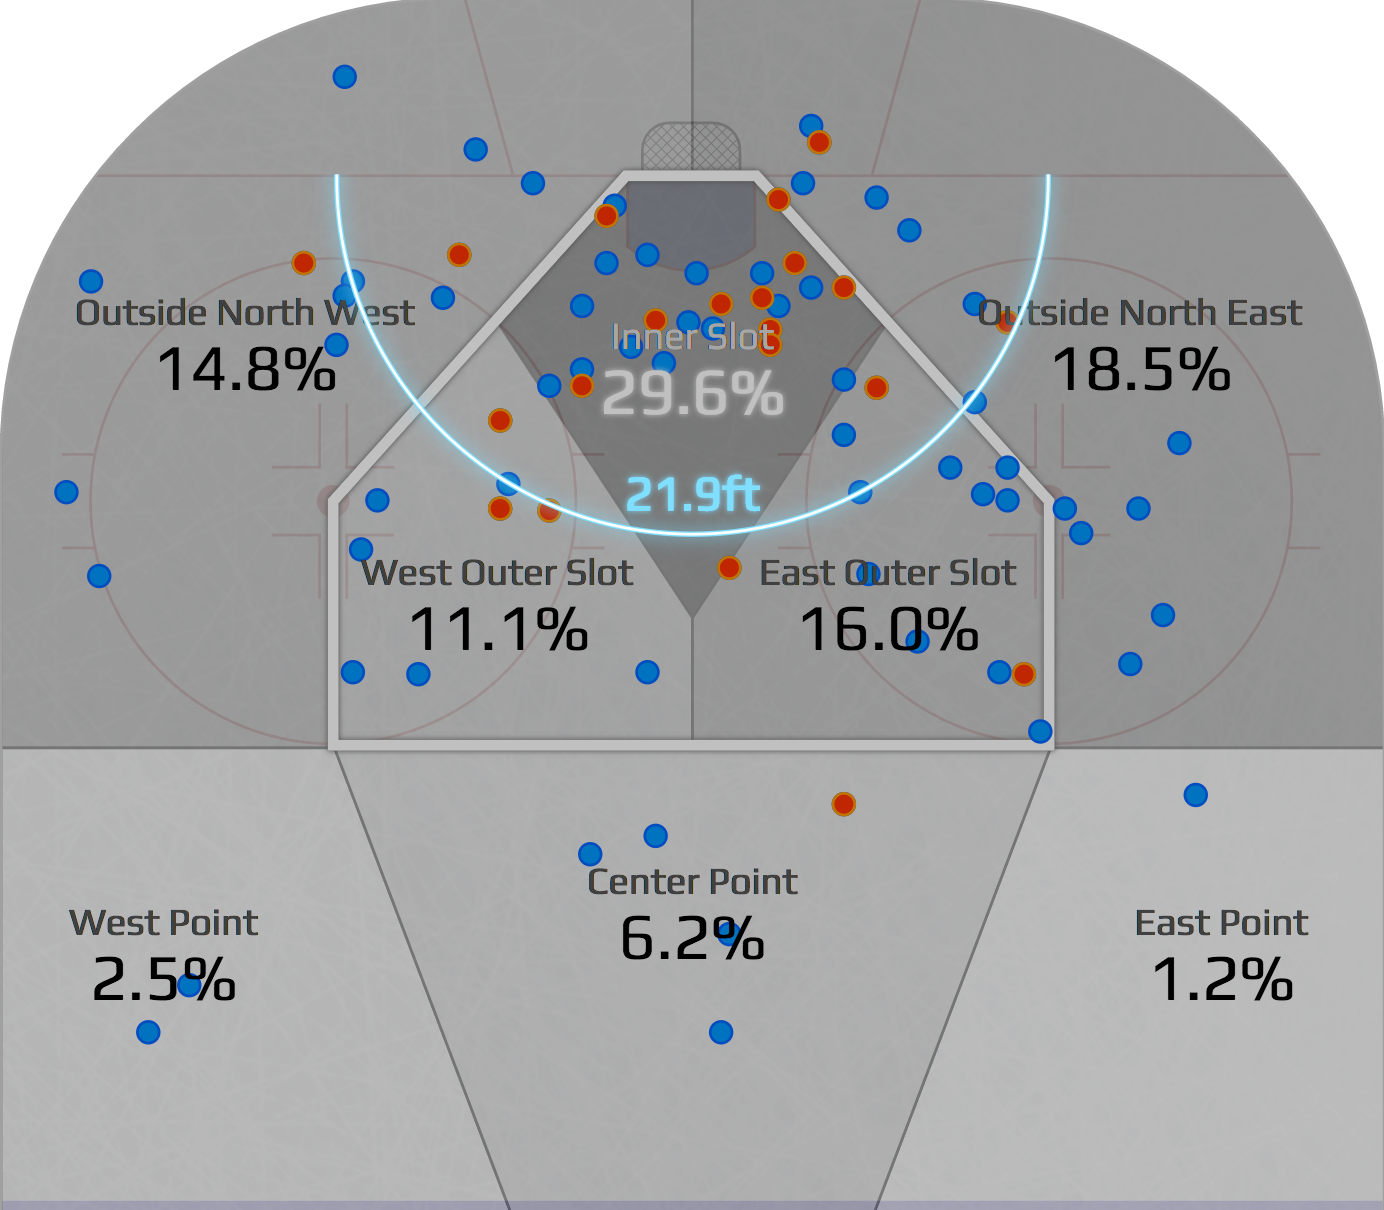 Outside North West
14.8%
Inner Slot
29.6%
Outside North East
18.5%
21.9ft
West Outer Slot
11.1%
East Outer Slot
16.0%
Center Point
6.2%
West Point
2.5%
East Point
1.2%